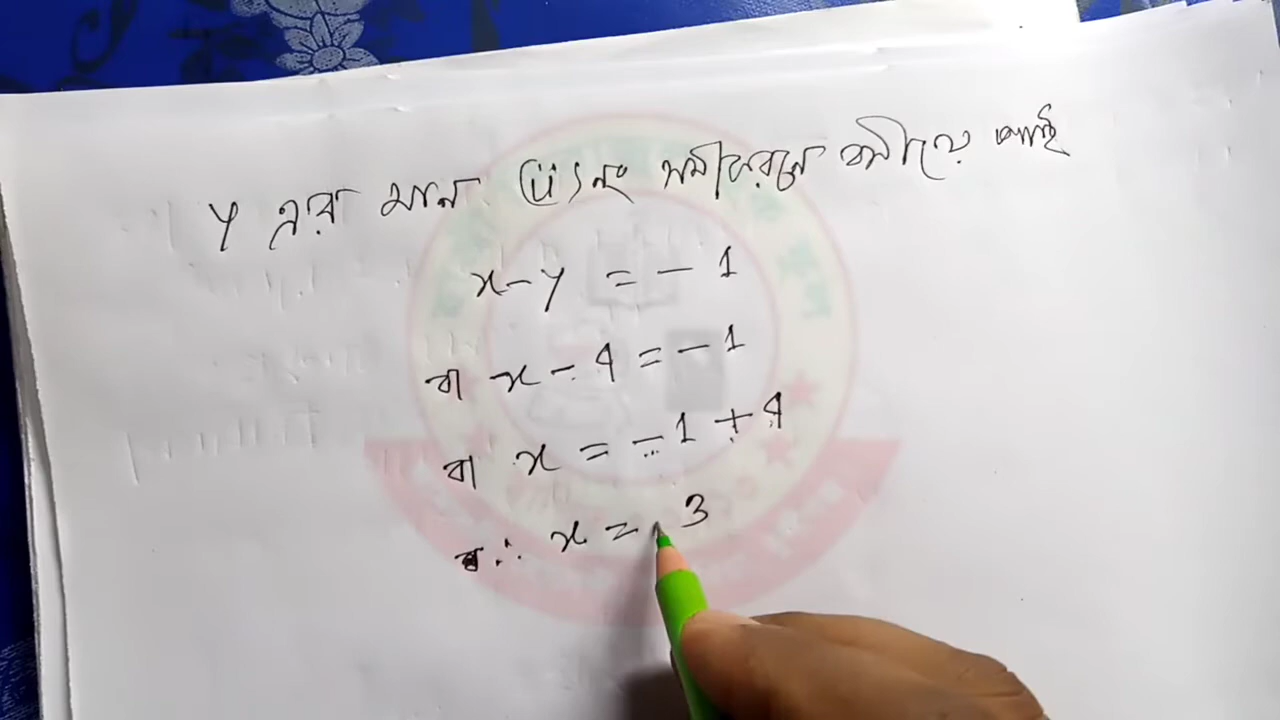 y এর মান (ii)নং সমীকরণে বসীয়ে পাই
x - y = - 1
বা x - 4 = - 1
বা x = - 1 + 4
∴ x = 3